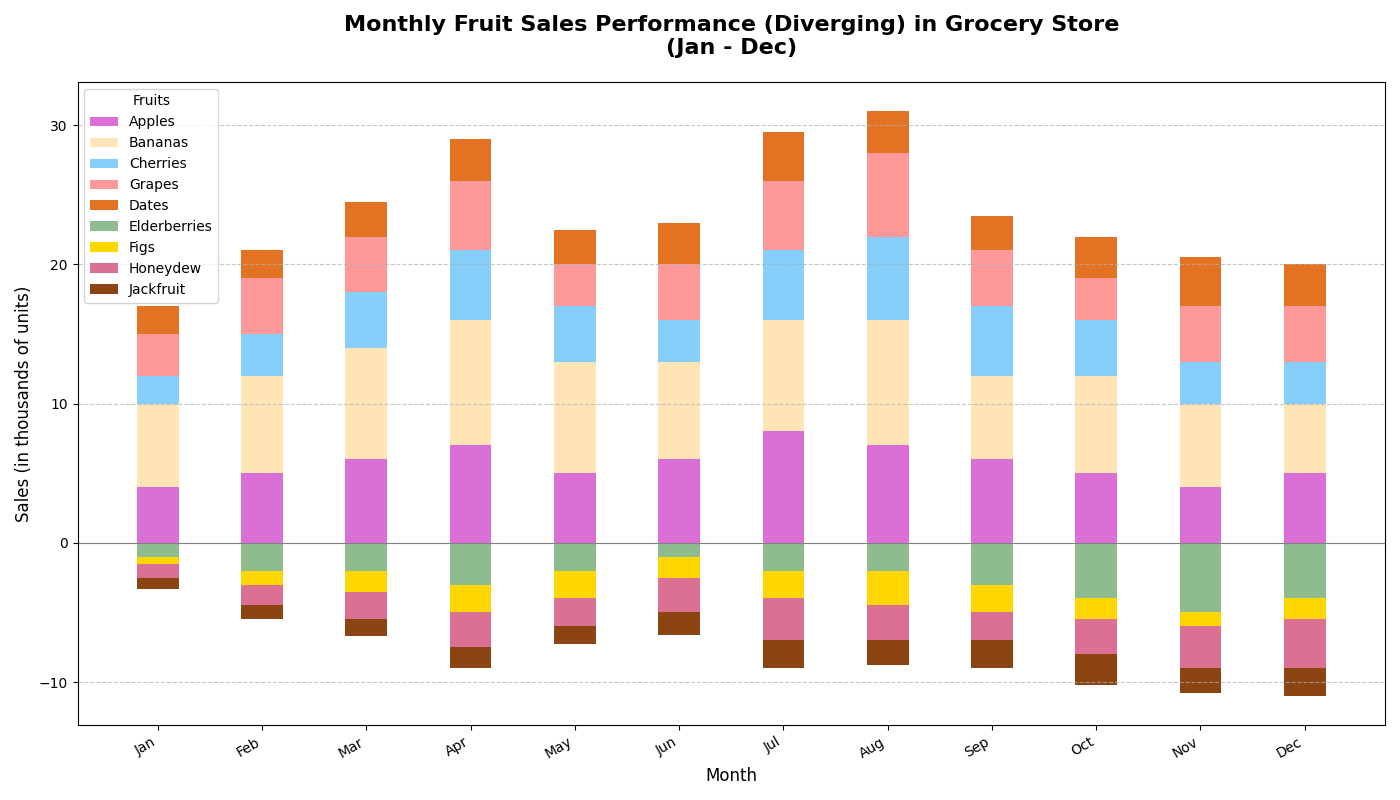 Monthly Fruit Sales Performance (Diverging) in Grocery Store
(Jan - Dec)
Fruits
Apples
Bananas
Cherries
Grapes
Dates
Elderberries
Figs
Honeydew
Jackfruit
Sales (in thousands of units)
30
20
10
0
−10
Jan
Feb
Mar
Apr
May
Jun
Jul
Aug
Sep
Oct
Nov
Dec
Month